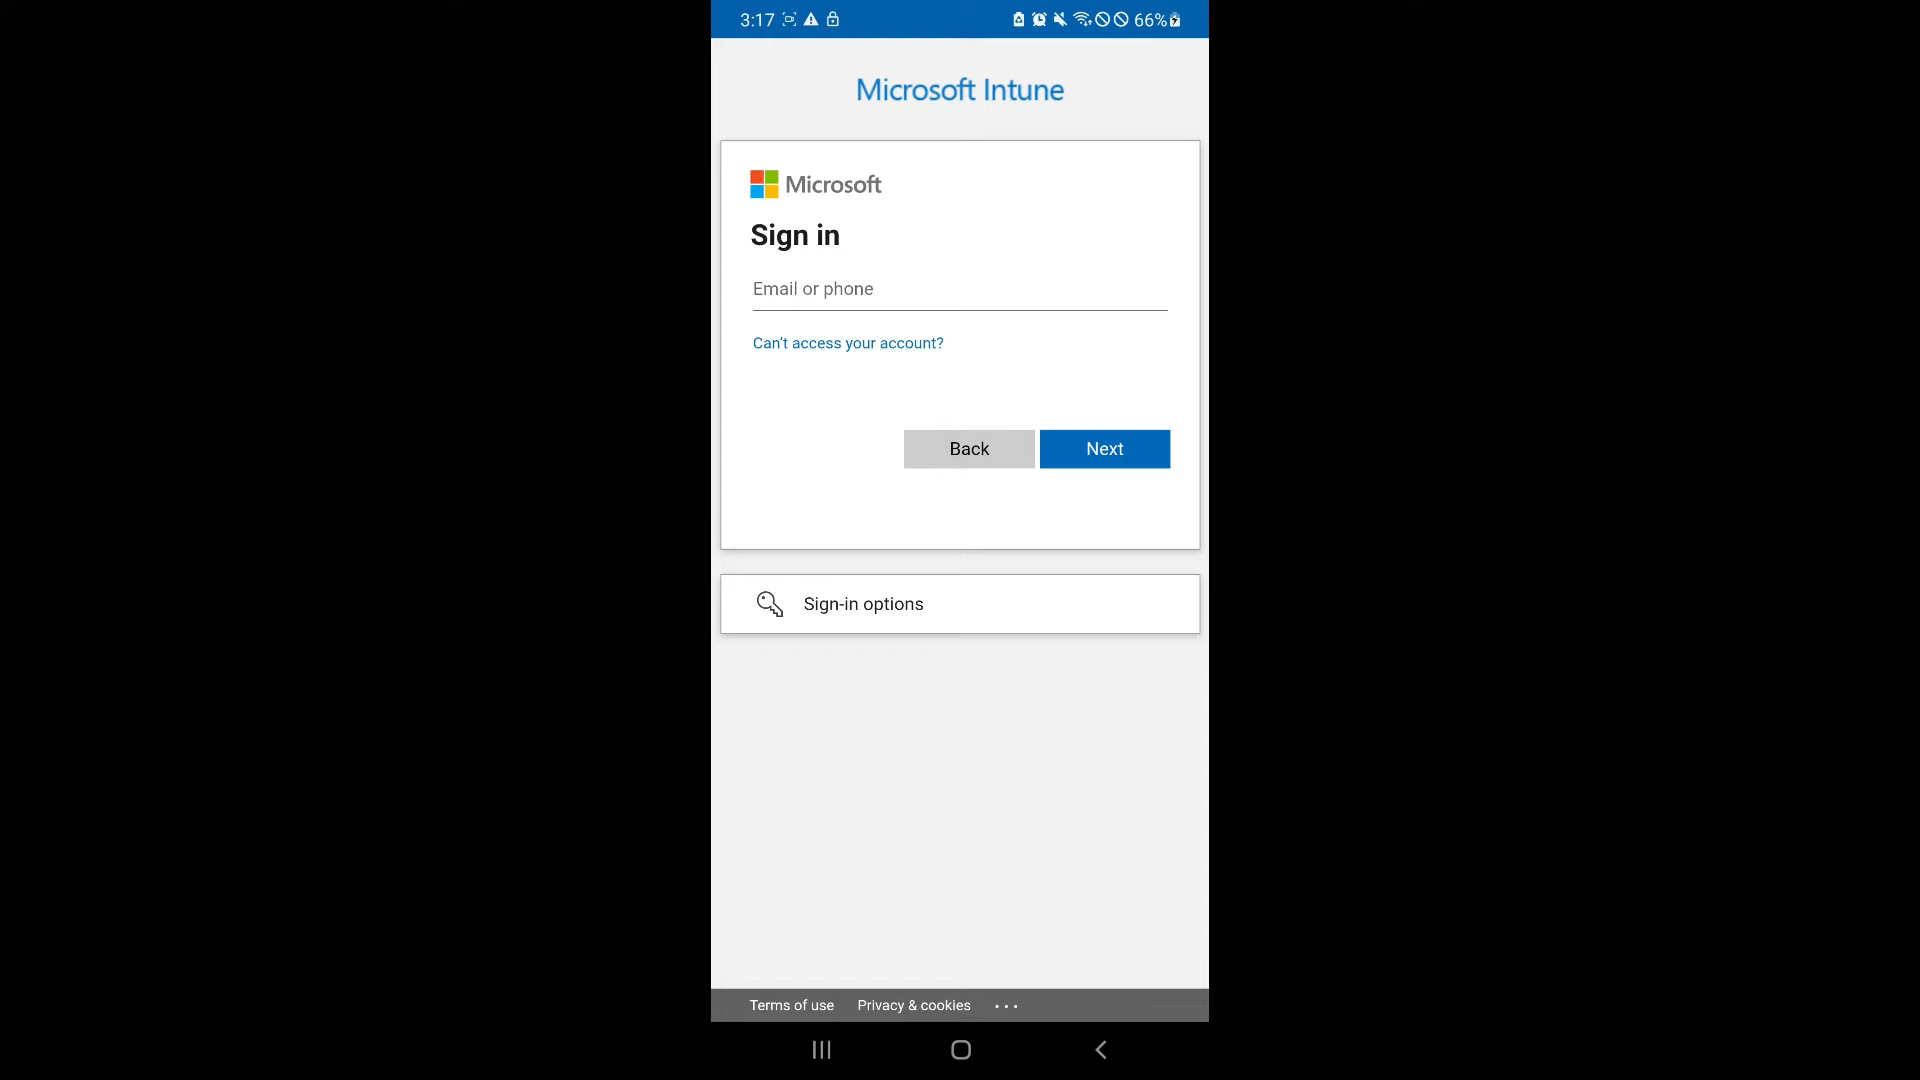 3:17 66%
Microsoft Intune
Microsoft
Sign in
Email or phone
Can't access your account?
Back Next
Sign-in options
Terms of use Privacy & cookies ...